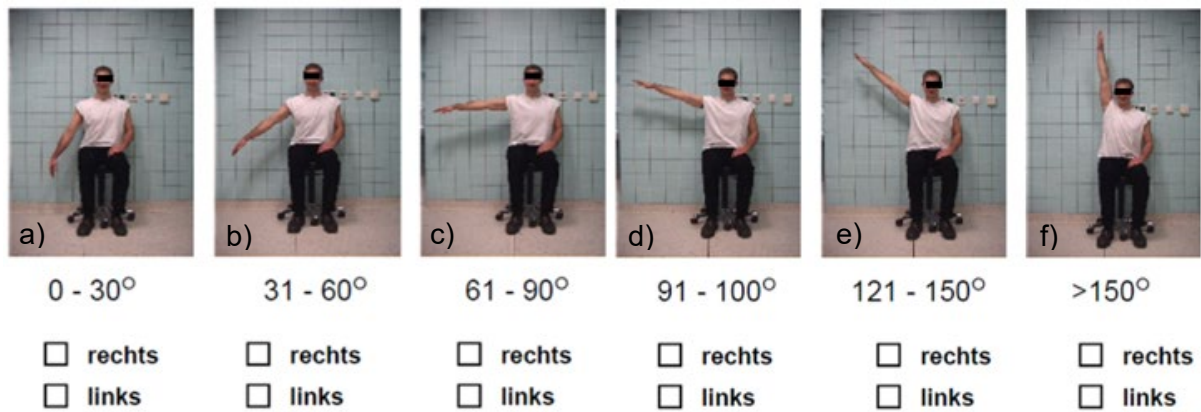 a) b) c) d) e) f)
0 - 30° 31 - 60° 61 - 90° 91 - 100° 121 - 150° >150°
☐ rechts ☐ rechts ☐ rechts ☐ rechts ☐ rechts ☐ rechts
☐ links ☐ links ☐ links ☐ links ☐ links ☐ links